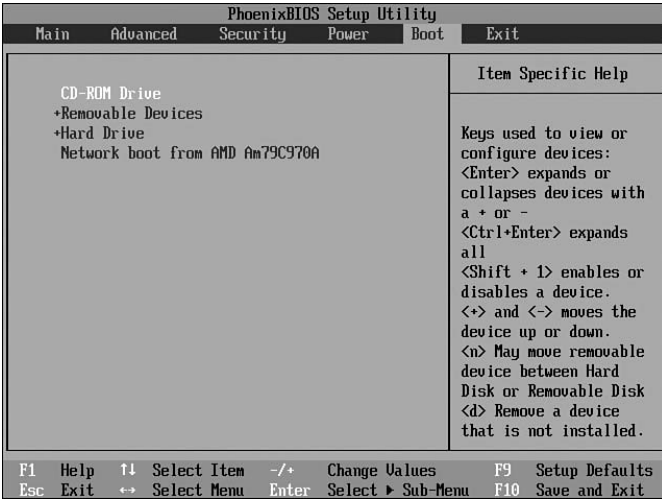 PhoenixBIOS Setup Utility
Main Advanced Security Power Boot Exit
CD-ROM Drive
+Removable Devices
+Hard Drive
Network boot from AMD Am79C970A
Item Specific Help
Keys used to view or
configure devices:
<Enter> expands or
collapses devices with
a + or -
<Ctrl+Enter> expands
all
<Shift + 1> enables or
disables a device.
<+> and <-> moves the
device up or down.
<n> May move removable
device between Hard
Disk or Removable Disk
<d> Remove a device
that is not installed.
F1 Help ↑↓ Select Item -/+ Change Values F9 Setup Defaults
Esc Exit ↔ Select Menu Enter Select ▶ Sub-Menu F10 Save and Exit